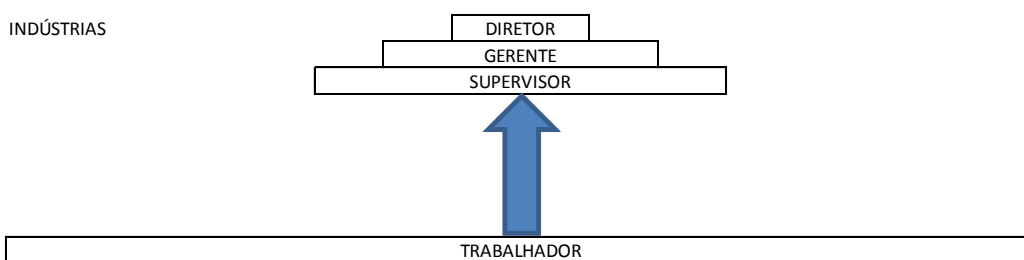 INDÚSTRIAS
DIRETOR
GERENTE
SUPERVISOR
TRABALHADOR